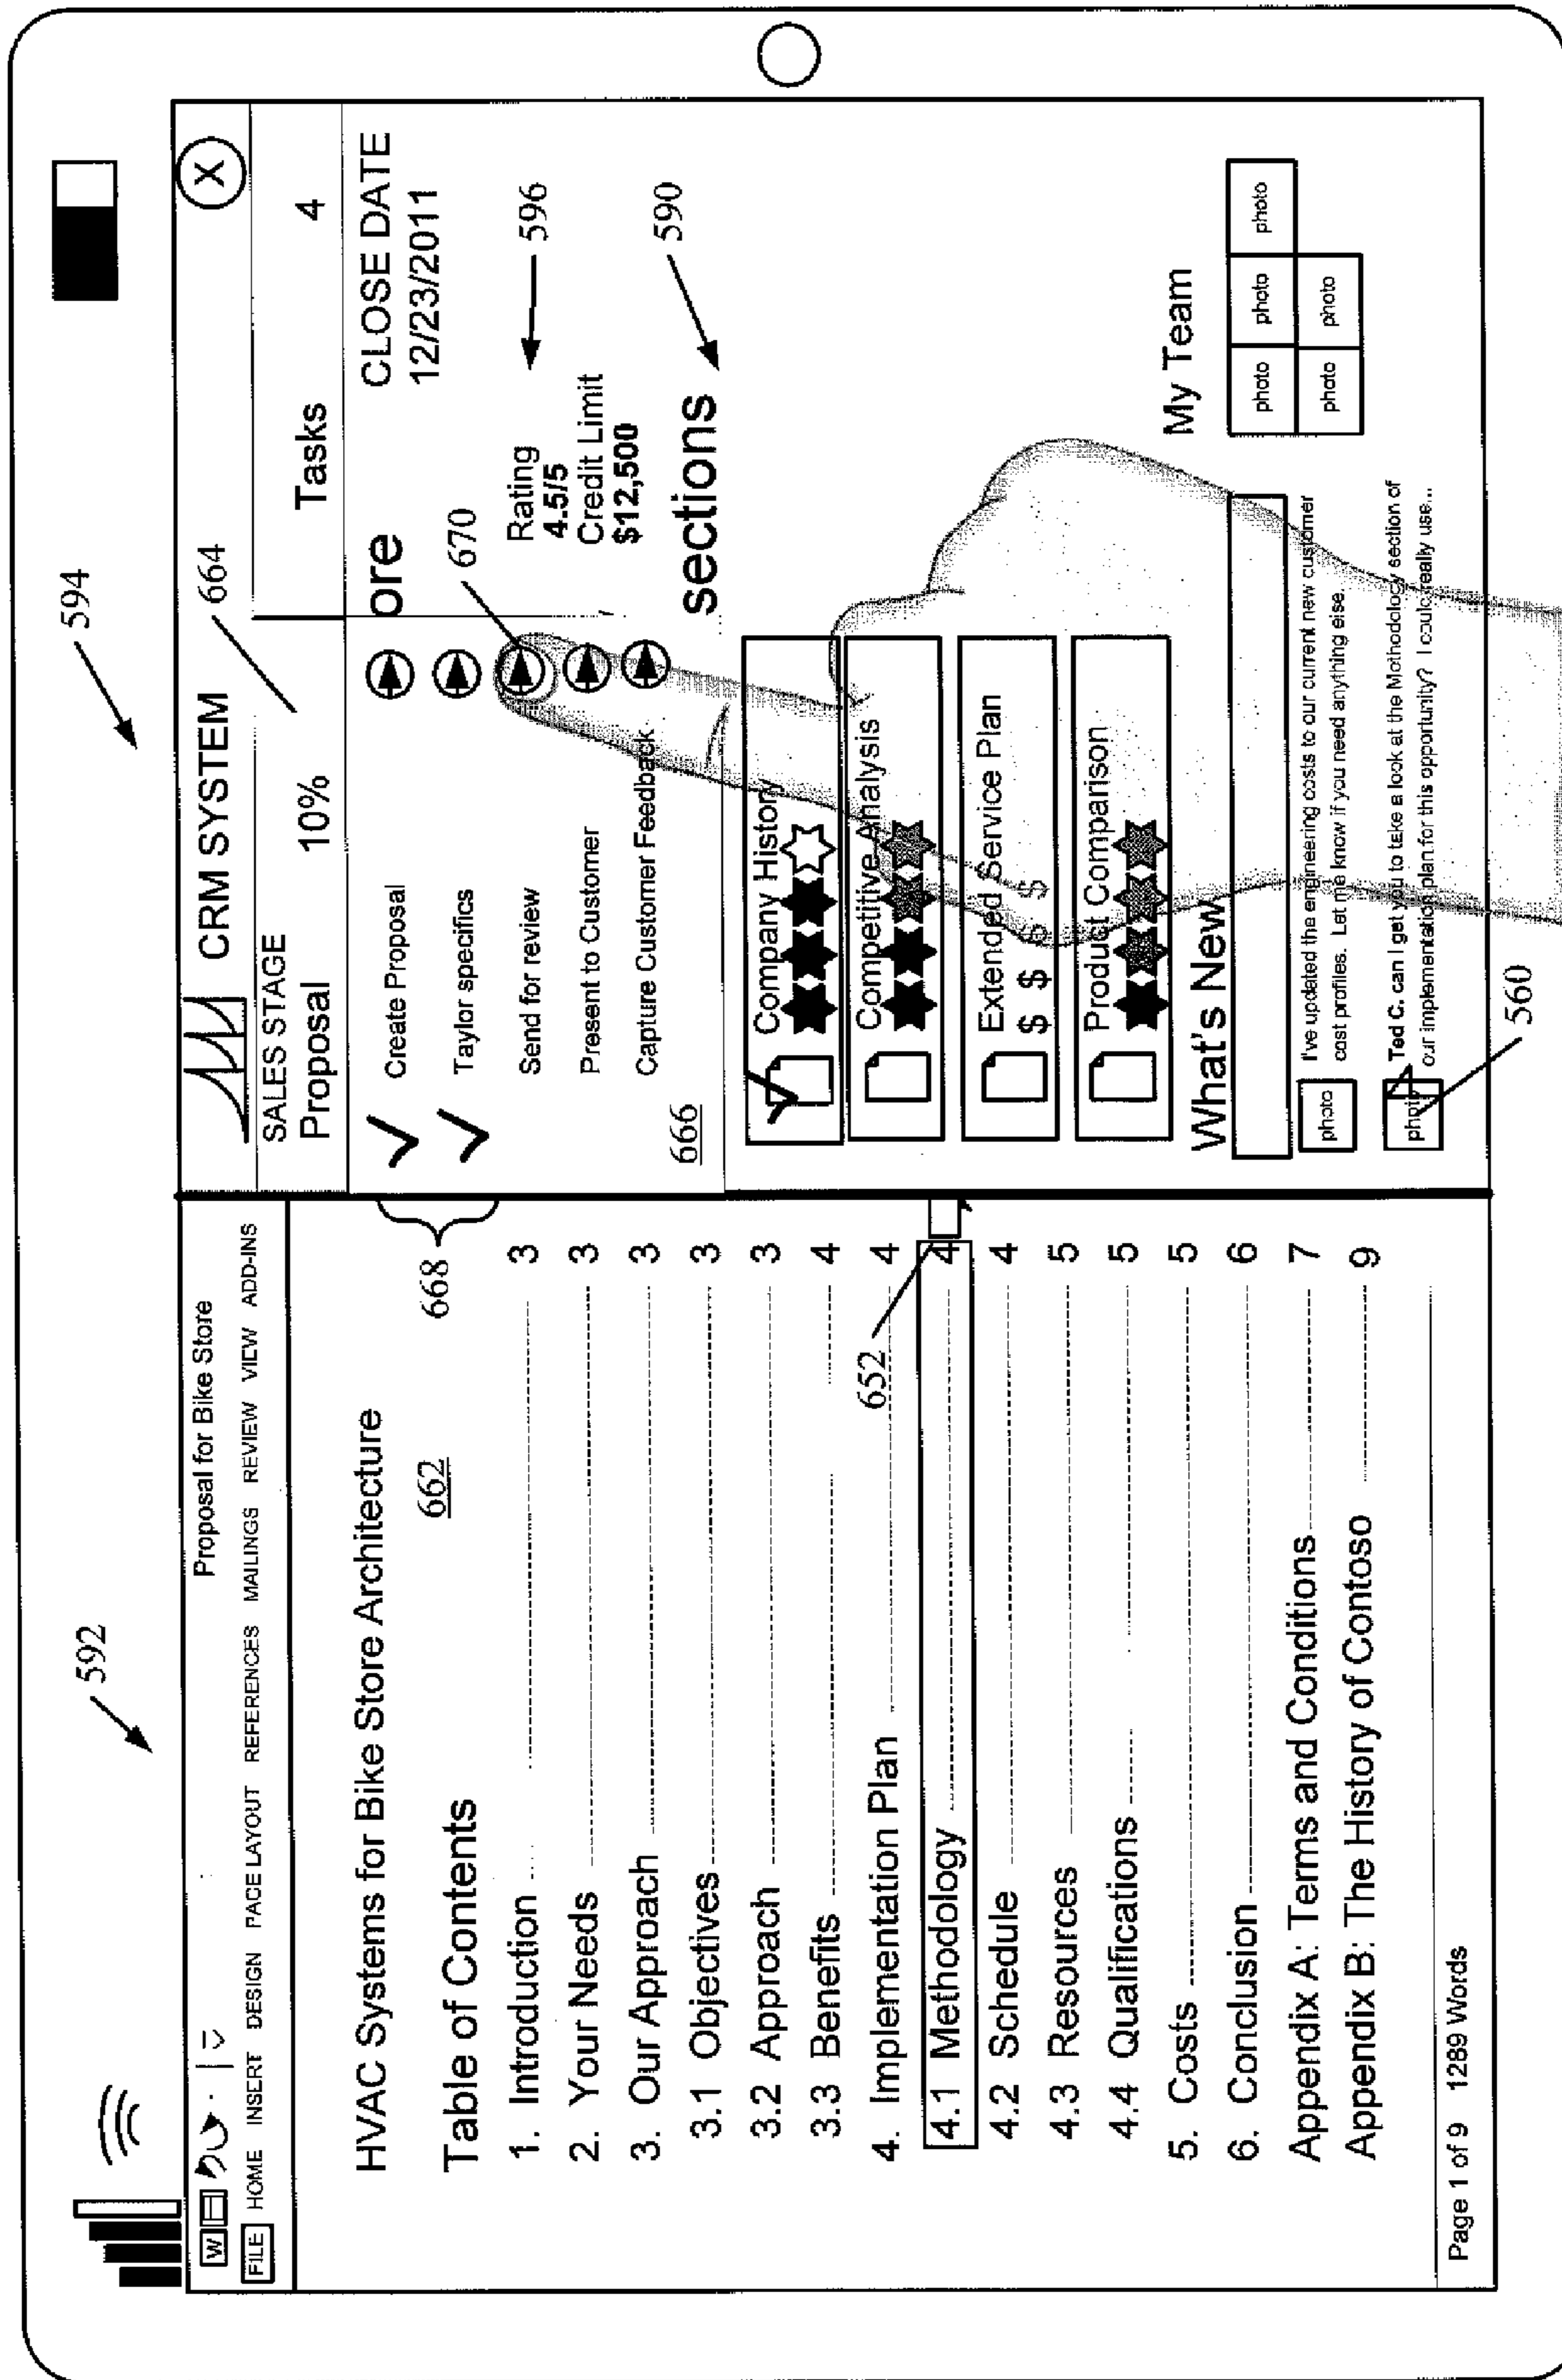 592
594
W
Proposal for Bike Store
FILE HOME INSERT DESIGN PACE LAYOUT REFERENCES MAILINGS REVIEW VIEW ADD-INS
HVAC Systems for Bike Store Architecture
662
668
Table of Contents
1. Introduction 3
2. Your Needs 3
3. Our Approach 3
3.1 Objectives 3
3.2 Approach 3
3.3 Benefits 4
652
4. Implementation Plan 4
4.1 Methodology 4
4.2 Schedule 4
4.3 Resources 5
4.4 Qualifications 5
5. Costs 5
6. Conclusion 6
Appendix A: Terms and Conditions 7
Appendix B: The History of Contoso 9
Page 1 of 9 1289 Words
CRM SYSTEM
X
664
SALES STAGE
Proposal 10%
Tasks 4
ore
CLOSE DATE
12/23/2011
Create Proposal
Taylor specifics
Send for review
Present to Customer
Capture Customer Feedback
670
596
Rating
4.5/5
Credit Limit
$12,500
666
590
sections
Company History
Competitive Analysis
Extended Service Plan
$ $ $ $ $
Product Comparison
What's New
My Team
photo photo photo
photo photo
photo
I've updated the engineering costs to our current new customer
cost profiles. Let me know if you need anything else.
photo
Ted C. can I get you to take a look at the Mothodology section of
our implementation plan for this opportunity? I could really use...
560